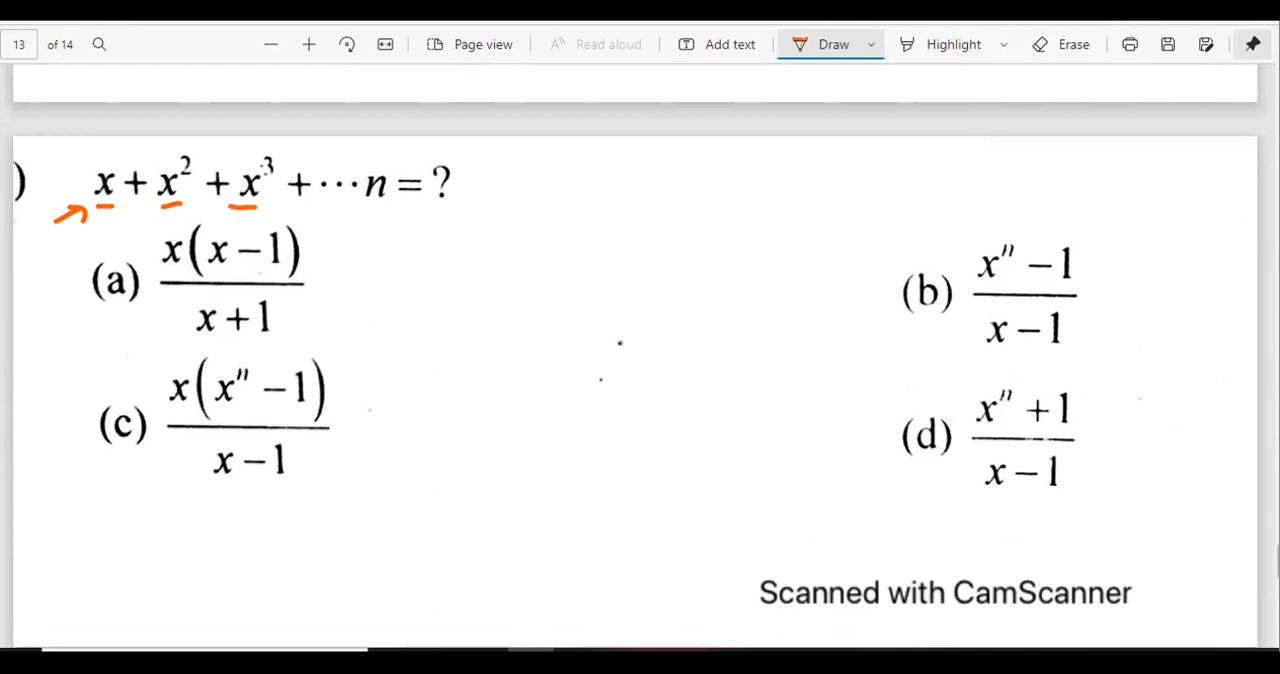 13 of 14 Page view Read aloud Add text Draw Highlight Erase
) x + x² + x³ + ⋯ n = ?
(a) x(x − 1) / x + 1
(b) xⁿ − 1 / x − 1
(c) x(xⁿ − 1) / x − 1
(d) xⁿ + 1 / x − 1
Scanned with CamScanner